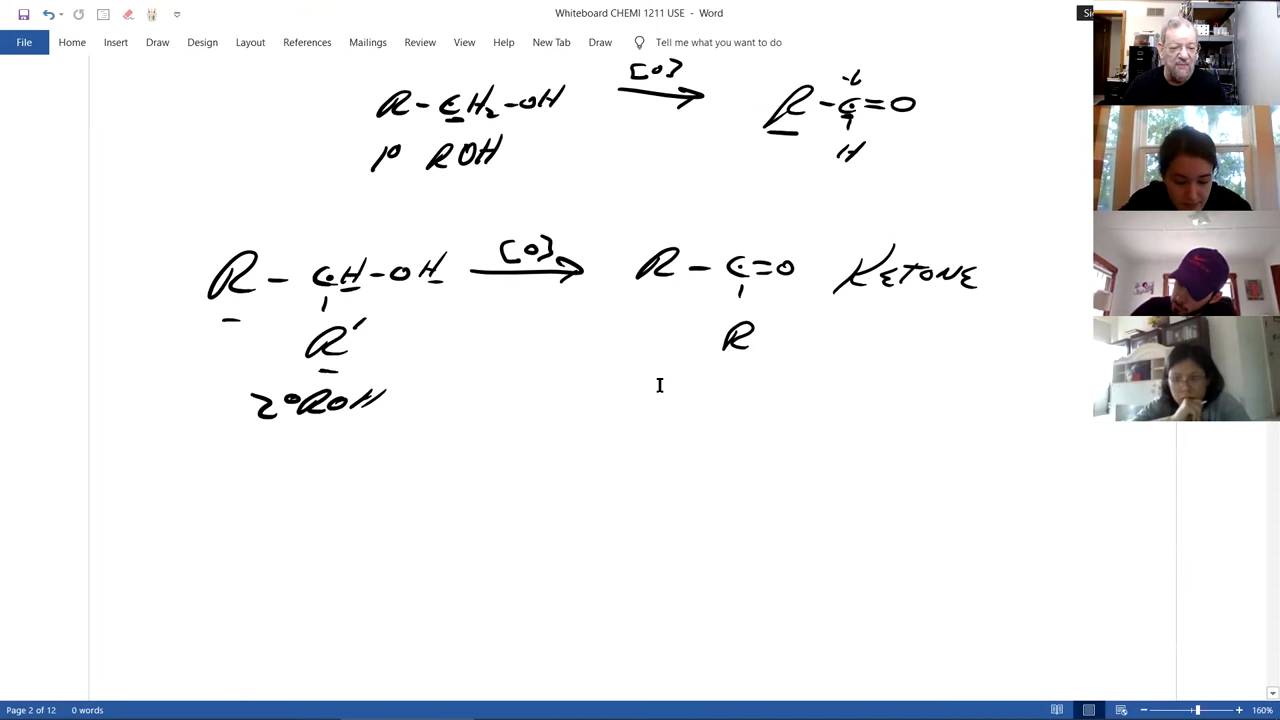 Whiteboard CHEMI 1211 USE - Word
File Home Insert Draw Design Layout References Mailings Review View Help New Tab Draw Tell me what you want to do
[O]
R-CH₂-OH R-C=O
1° ROH H
[O]
R-CH-OH R-C=O KETONE
R' R
2° ROH
Page 2 of 12 0 words 160%